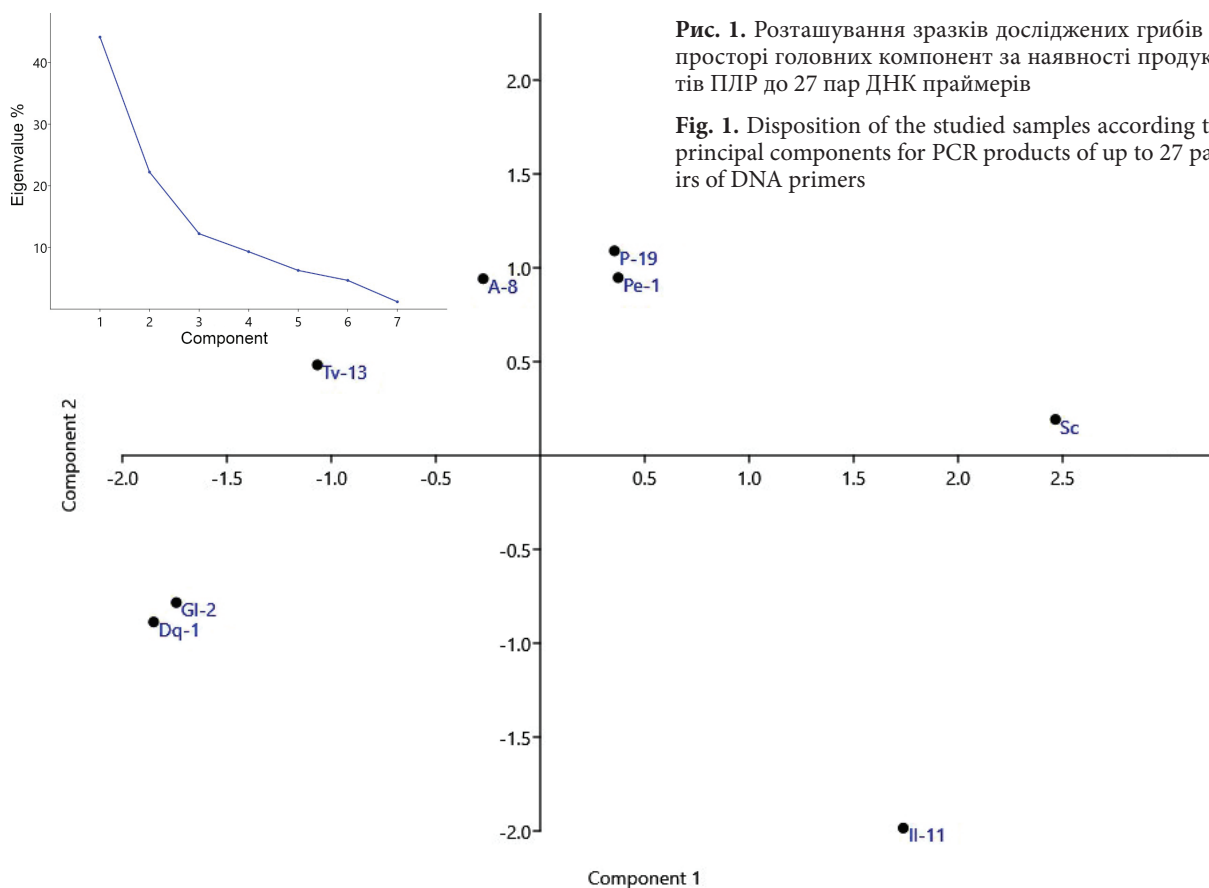 Рис. 1. Розташування зразків досліджених грибів
просторі головних компонент за наявності продук
тів ПЛР до 27 пар ДНК праймерів
Fig. 1. Disposition of the studied samples according t
principal components for PCR products of up to 27 pa
irs of DNA primers
Eigenvalue %
40
30
20
10
1 2 3 4 5 6 7
Component
2.0
1.5
1.0
0.5
-0.5
-1.0
-1.5
-2.0
P-19
A-8
Pe-1
Tv-13
Sc
Component 2
-2.0 -1.5 -1.0 -0.5 0.5 1.0 1.5 2.0 2.5
Gl-2
Dq-1
Il-11
Component 1